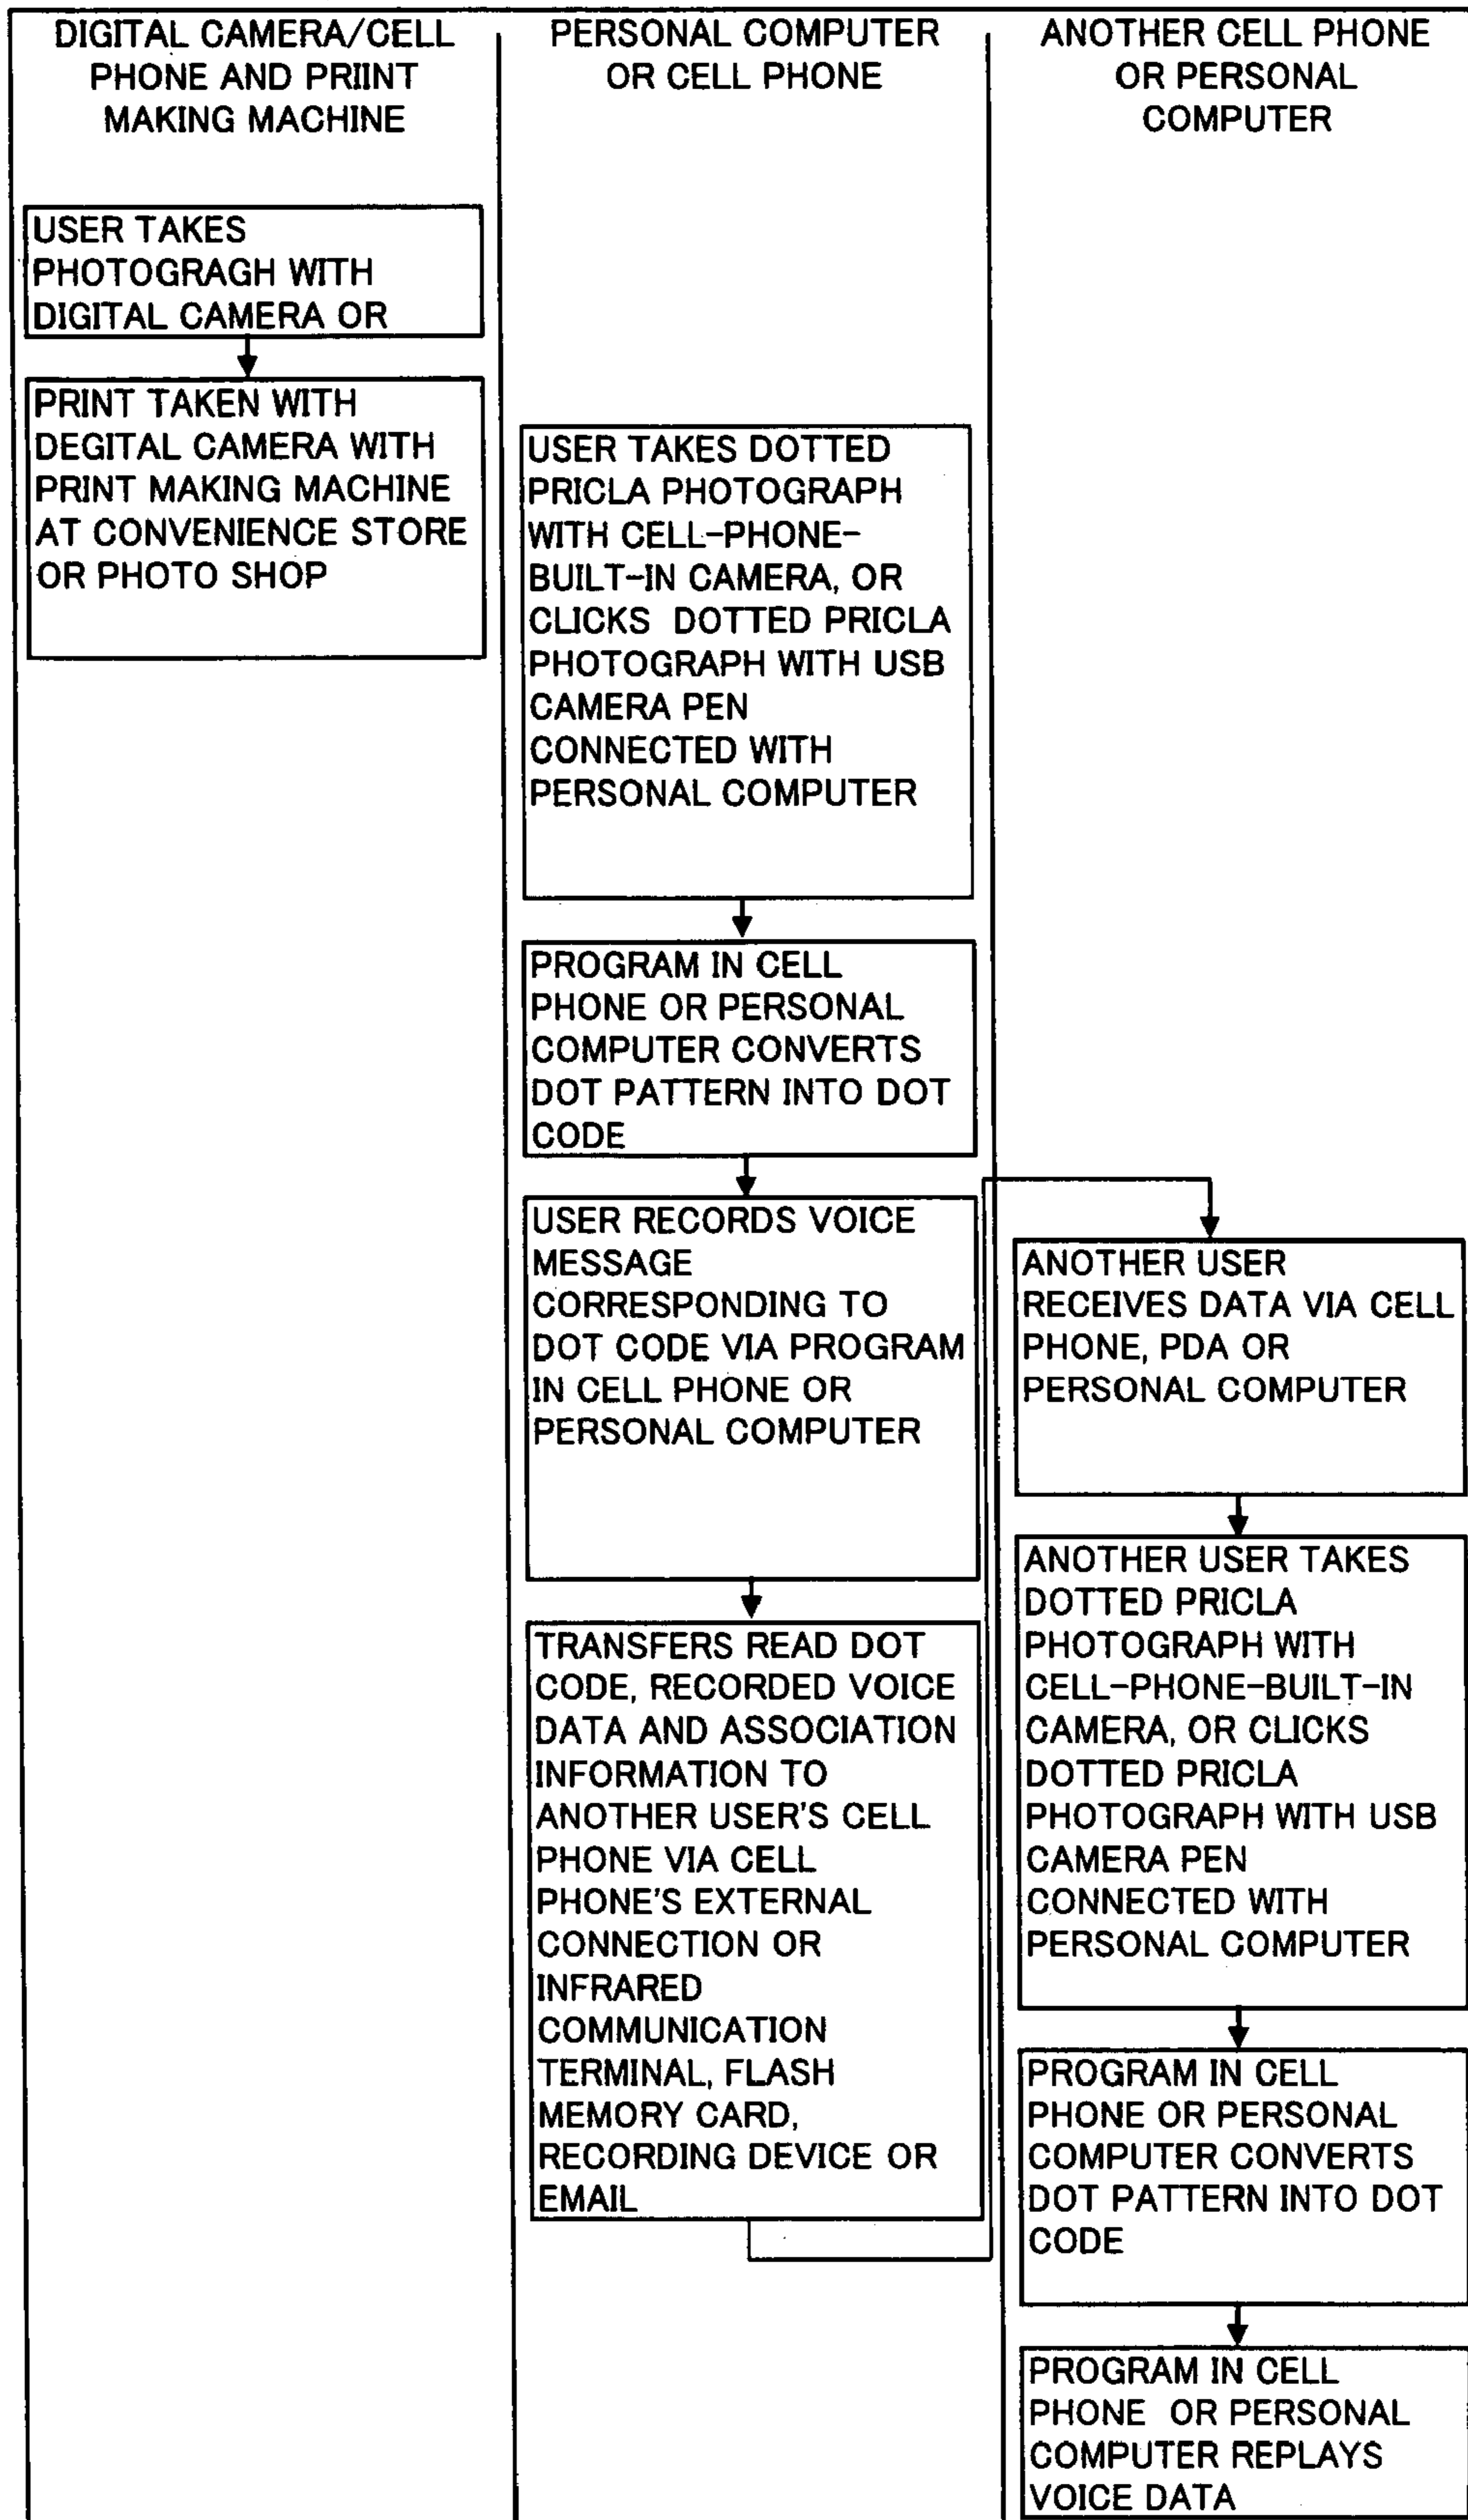 DIGITAL CAMERA/CELL
PHONE AND PRIINT
MAKING MACHINE
USER TAKES
PHOTOGRAGH WITH
DIGITAL CAMERA OR
PRINT TAKEN WITH
DEGITAL CAMERA WITH
PRINT MAKING MACHINE
AT CONVENIENCE STORE
OR PHOTO SHOP
PERSONAL COMPUTER
OR CELL PHONE
USER TAKES DOTTED
PRICLA PHOTOGRAPH
WITH CELL-PHONE-
BUILT-IN CAMERA, OR
CLICKS DOTTED PRICLA
PHOTOGRAPH WITH USB
CAMERA PEN
CONNECTED WITH
PERSONAL COMPUTER
PROGRAM IN CELL
PHONE OR PERSONAL
COMPUTER CONVERTS
DOT PATTERN INTO DOT
CODE
USER RECORDS VOICE
MESSAGE
CORRESPONDING TO
DOT CODE VIA PROGRAM
IN CELL PHONE OR
PERSONAL COMPUTER
TRANSFERS READ DOT
CODE, RECORDED VOICE
DATA AND ASSOCIATION
INFORMATION TO
ANOTHER USER'S CELL
PHONE VIA CELL
PHONE'S EXTERNAL
CONNECTION OR
INFRARED
COMMUNICATION
TERMINAL, FLASH
MEMORY CARD,
RECORDING DEVICE OR
EMAIL
ANOTHER CELL PHONE
OR PERSONAL
COMPUTER
ANOTHER USER
RECEIVES DATA VIA CELL
PHONE, PDA OR
PERSONAL COMPUTER
ANOTHER USER TAKES
DOTTED PRICLA
PHOTOGRAPH WITH
CELL-PHONE-BUILT-IN
CAMERA, OR CLICKS
DOTTED PRICLA
PHOTOGRAPH WITH USB
CAMERA PEN
CONNECTED WITH
PERSONAL COMPUTER
PROGRAM IN CELL
PHONE OR PERSONAL
COMPUTER CONVERTS
DOT PATTERN INTO DOT
CODE
PROGRAM IN CELL
PHONE OR PERSONAL
COMPUTER REPLAYS
VOICE DATA